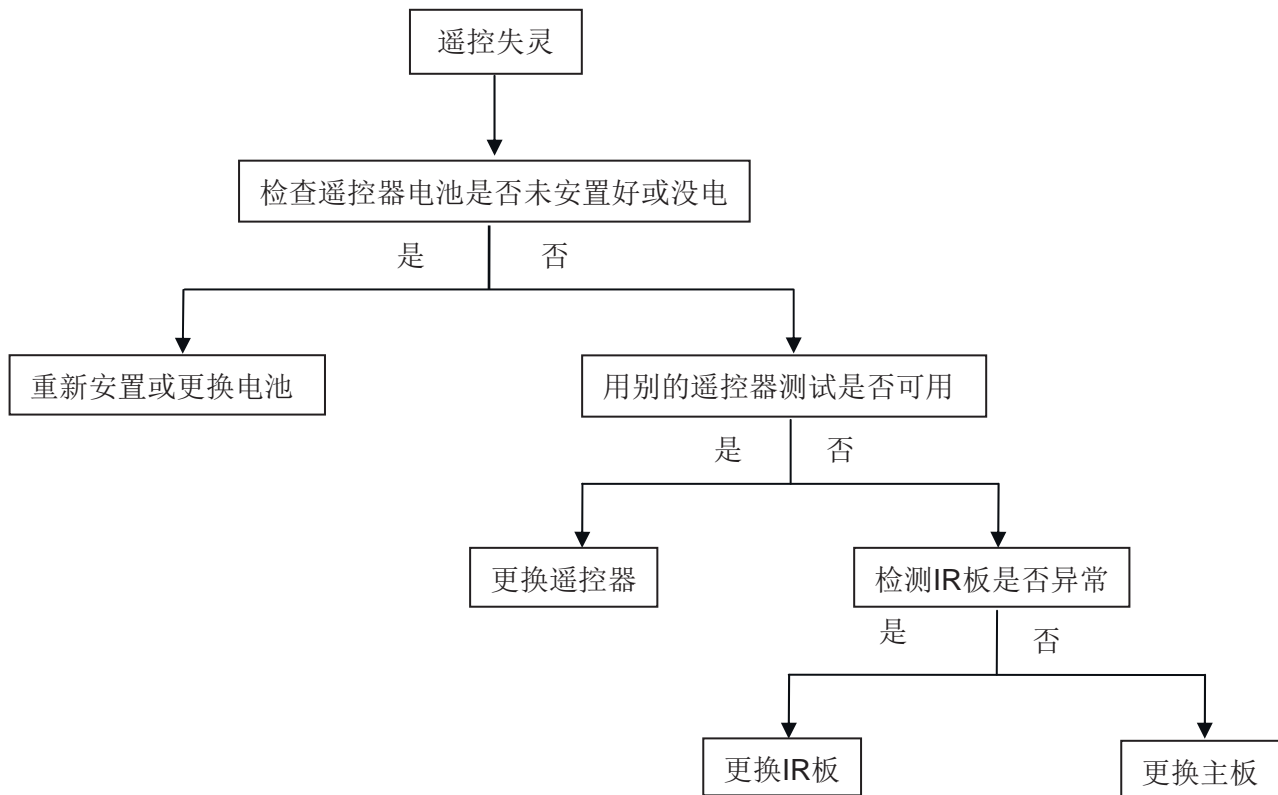 遥控失灵
检查遥控器电池是否未安置好或没电
是
否
重新安置或更换电池
用别的遥控器测试是否可用
是
否
更换遥控器
检测IR板是否异常
是
否
更换IR板
更换主板